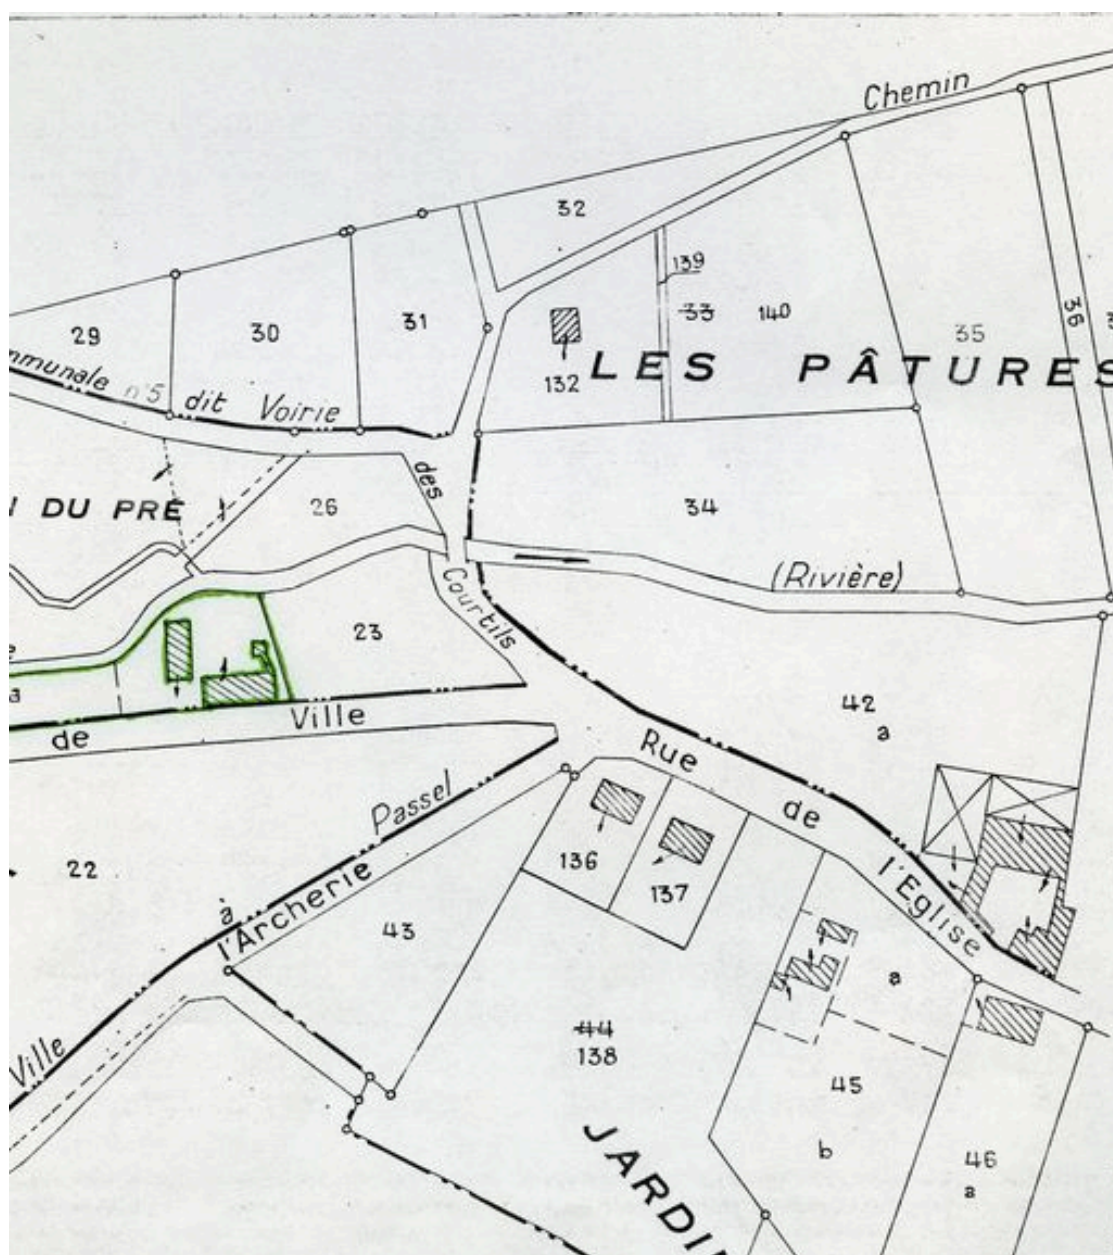 Chemin
32
139
31
33
140
29
30
35
36
mmunale n°5 dit Voirie
132
LES PÂTURES
des
DU PRÉ
26
34
(Rivière)
Courtils
23
a
de Ville
42
a
Rue de l'Eglise
Passel
136
137
22
à
l'Archerie
43
a
44
138
Ville
45
b
46
a
JARDI